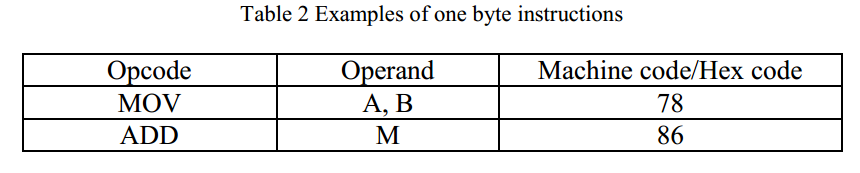 Table 2 Examples of one byte instructions
Opcode Operand Machine code/Hex code
MOV A, B 78
ADD M 86